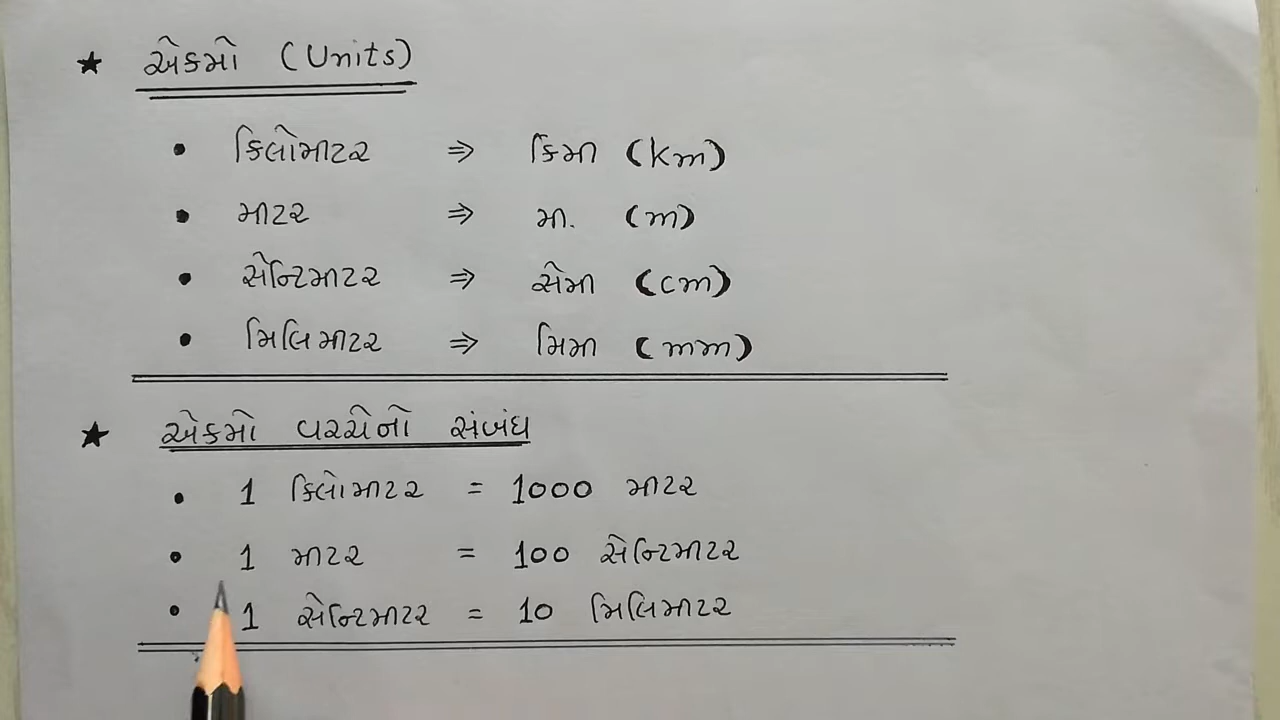 ★ એકમો (Units)
• કિલોમીટર ⇒ કિમી (km)
• મીટર ⇒ મી. (m)
• સેન્ટિમીટર ⇒ સેમી (cm)
• મિલિમીટર ⇒ મિમી (mm)
★ એકમો વચ્ચેનો સંબંધ
• 1 કિલોમીટર = 1000 મીટર
• 1 મીટર = 100 સેન્ટિમીટર
• 1 સેન્ટિમીટર = 10 મિલિમીટર